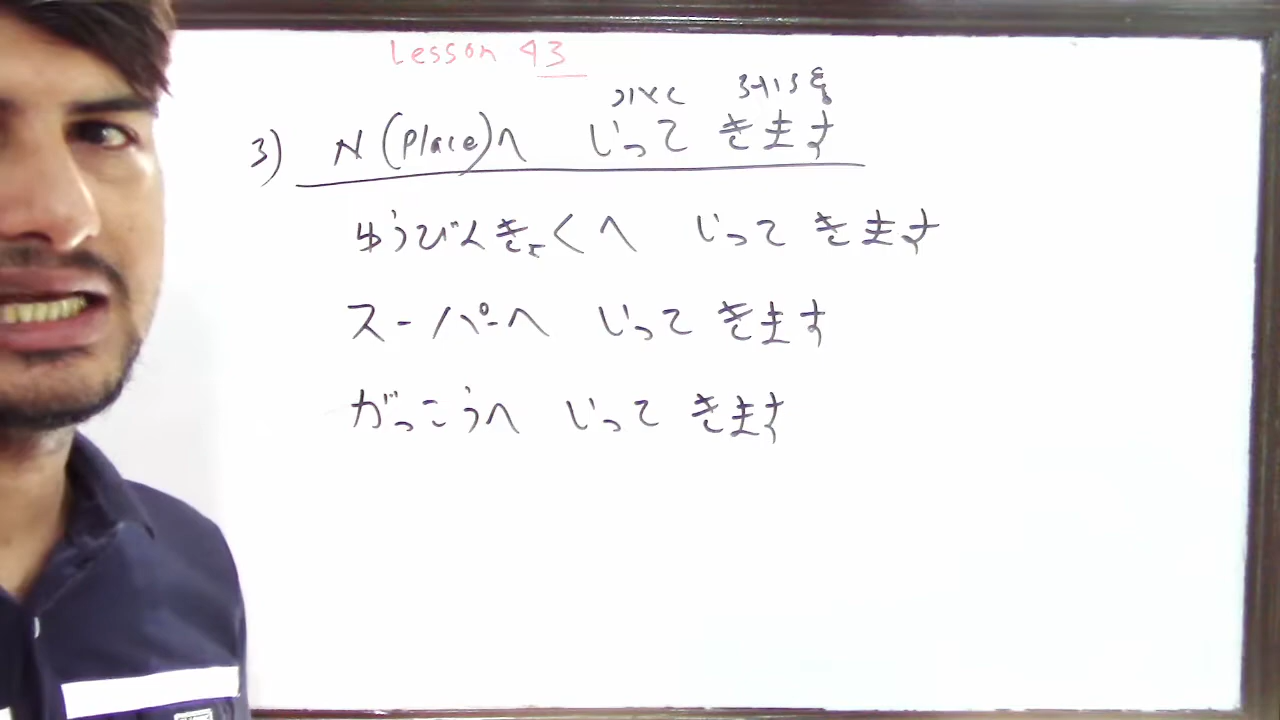 Lesson 43
3) N (place)へ いって きます
ゆうびんきょくへ いって きます
スーパーへ いって きます
がっこうへ いって きます